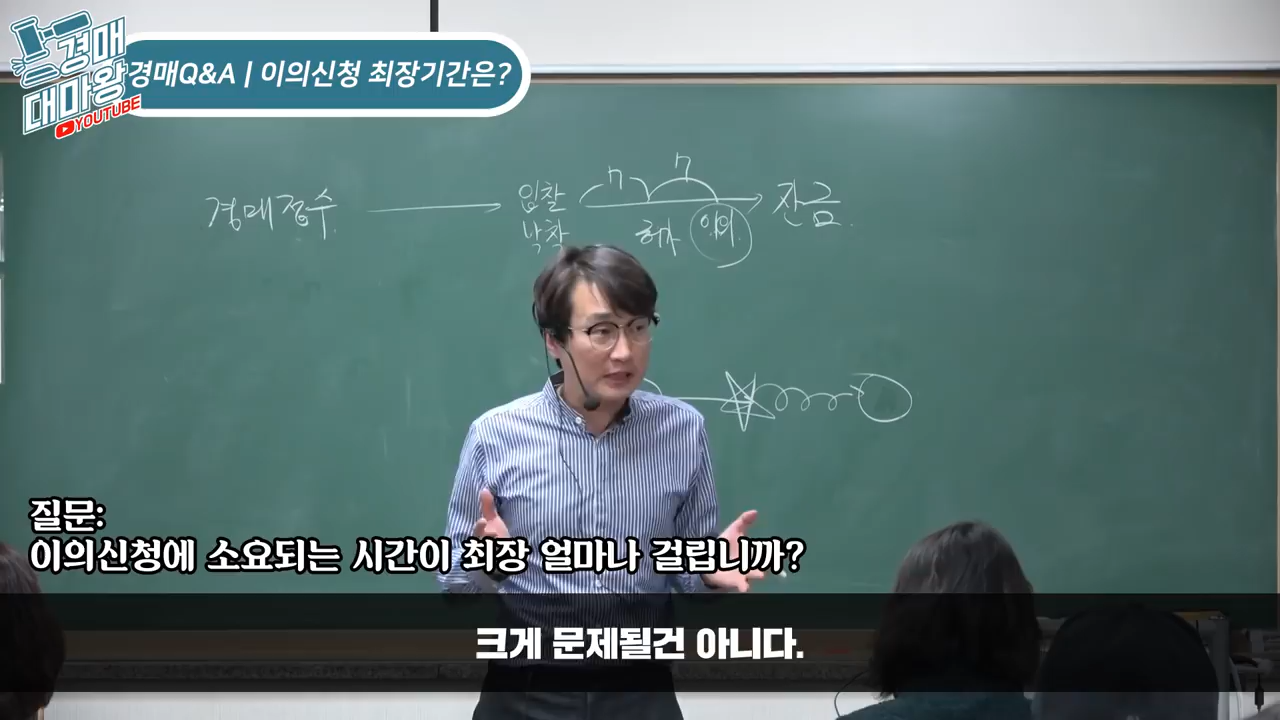 경매
대마왕
YOUTUBE
경매Q&A | 이의신청 최장기간은?
7
7
경매접수
입찰
잔금
낙찰
허가
이의
질문:
이의신청에 소요되는 시간이 최장 얼마나 걸립니까?
크게 문제될건 아니다.